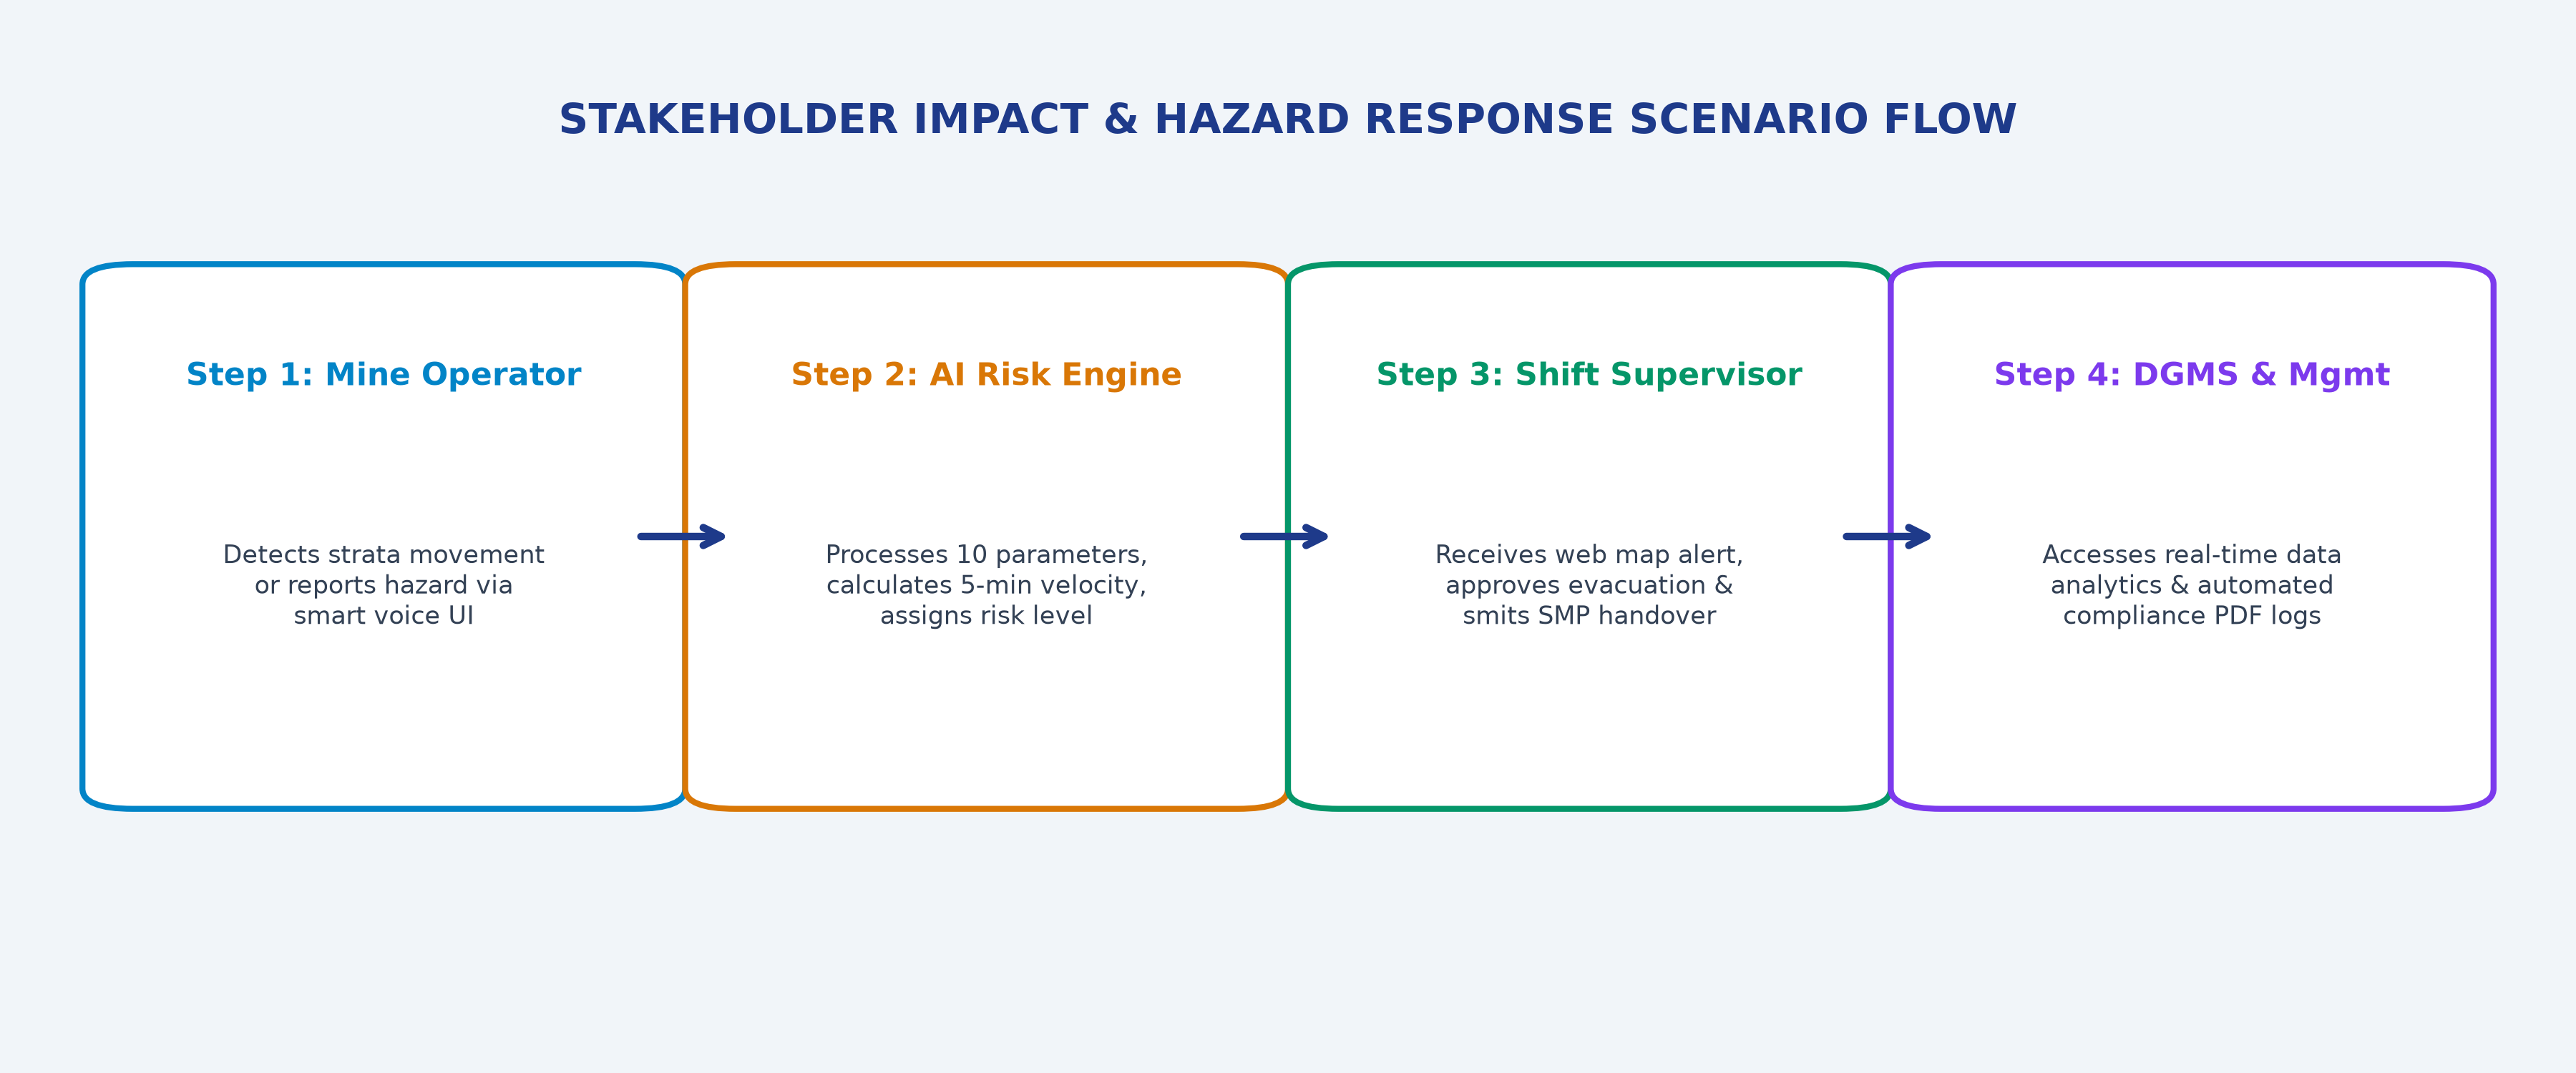 STAKEHOLDER IMPACT & HAZARD RESPONSE SCENARIO FLOW
Step 1: Mine Operator
Detects strata movement
or reports hazard via
smart voice UI
Step 2: AI Risk Engine
Processes 10 parameters,
calculates 5-min velocity,
assigns risk level
Step 3: Shift Supervisor
Receives web map alert,
approves evacuation &
smits SMP handover
Step 4: DGMS & Mgmt
Accesses real-time data
analytics & automated
compliance PDF logs